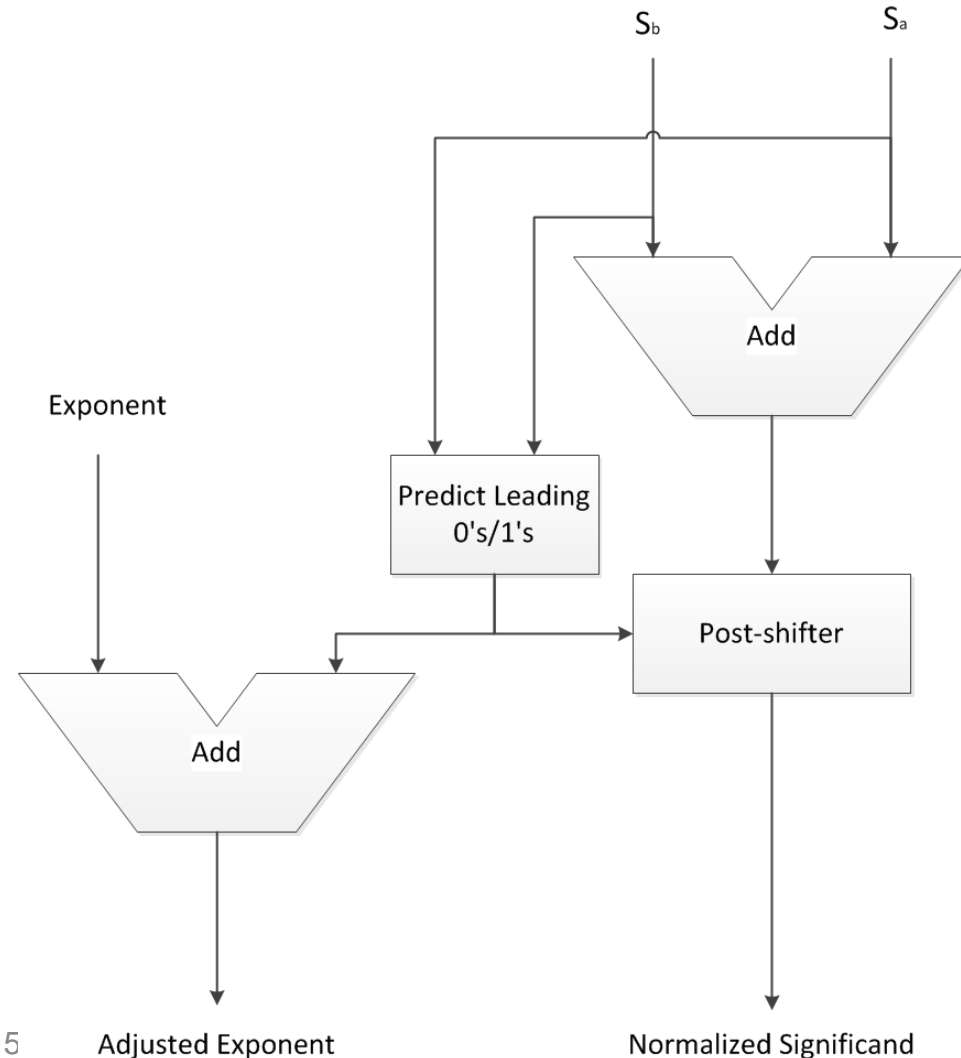 Sb
Sa
Add
Exponent
Predict Leading
0's/1's
Post-shifter
Add
5
Adjusted Exponent
Normalized Significand